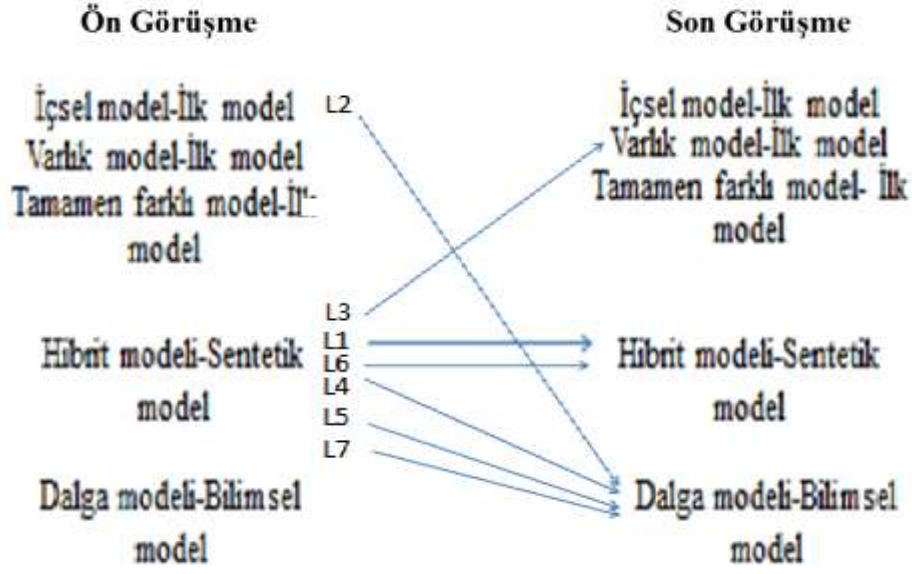 Ön Görüşme
İçsel model-İlk model
Varlık model-İlk model
Tamamen farklı model-İl
model
Hibrit modeli-Sentetik
model
Dalga modeli-Bilimsel
model
L2
L3
L1
L6
L4
L5
L7
Son Görüşme
İçsel model-İlk model
Varlık model-İlk model
Tamamen farklı model- İlk
model
Hibrit modeli-Sentetik
model
Dalga modeli-Bilimsel
model